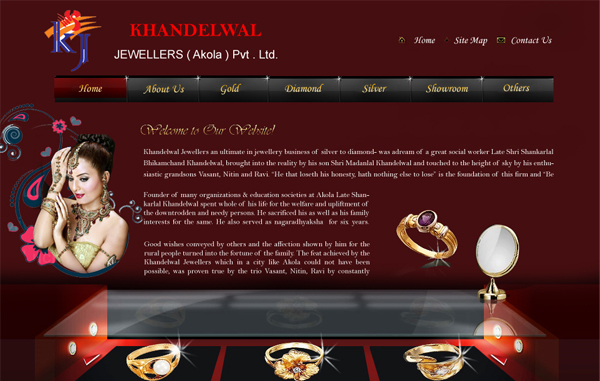 KJ
KHANDELWAL
JEWELLERS ( Akola ) Pvt . Ltd.
Home Site Map Contact Us
Home About Us Gold Diamond Silver Showroom Others
Welcome to Our Website!
Khandelwal Jewellers an ultimate in jewellery business of silver to diamond- was adream of a great social worker Late Shri Shankarlal
Bhikamchand Khandelwal, brought into the reality by his son Shri Madanlal Khandelwal and touched to the height of sky by his enthu-
siastic grandsons Vasant, Nitin and Ravi. "He that loseth his honesty, hath nothing else to lose" is the foundation of this firm and "Be
Founder of many organizations & education societies at Akola Late Shan-
karlal Khandelwal spent whole of his life for the welfare and upliftment of
the downtrodden and needy persons. He sacrificed his as well as his family
interests for the same. He also served as nagaradhyaksha for six years.
Good wishes conveyed by others and the affection shown by him for the
rural people turned into the fortune of the family. The feat achieved by the
Khandelwal Jewellers which in a city like Akola could not have been
possible, was proven true by the trio Vasant, Nitin, Ravi by constantly